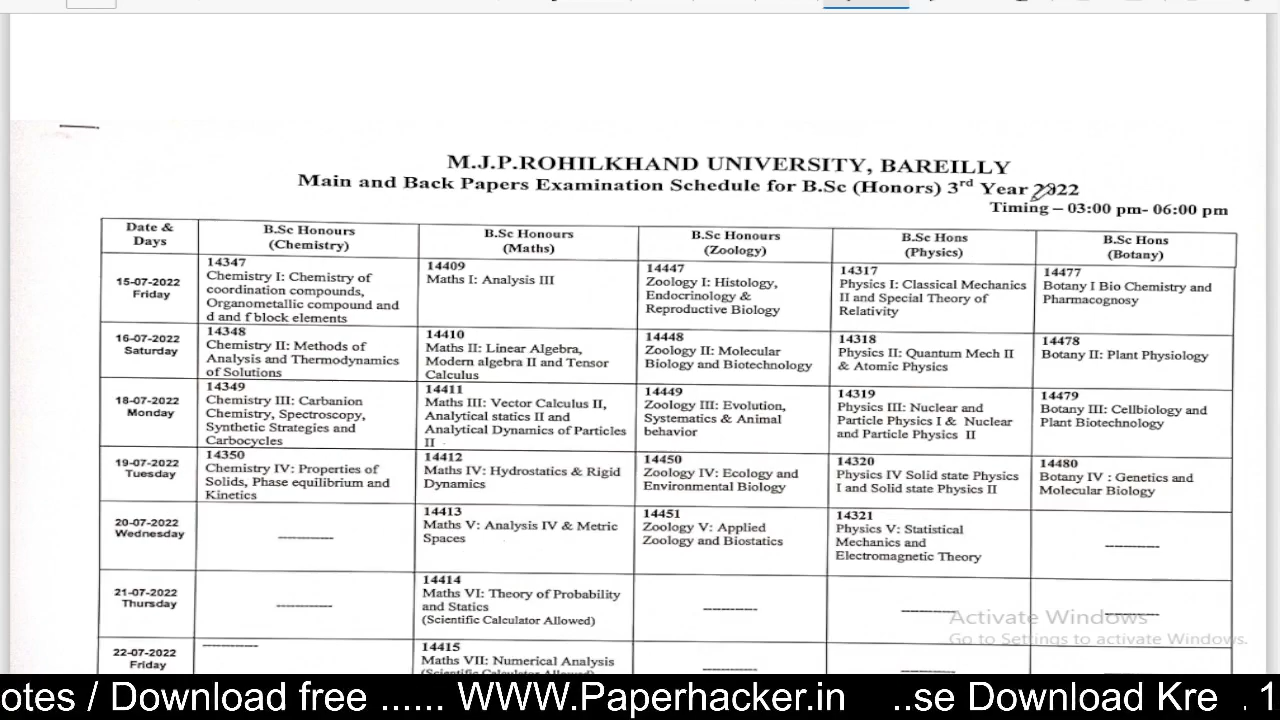 M.J.P.ROHILKHAND UNIVERSITY, BAREILLY
Main and Back Papers Examination Schedule for B.Sc (Honors) 3rd Year 2022
Timing – 03:00 pm- 06:00 pm
Date & Days
B.Sc Honours (Chemistry)
B.Sc Honours (Maths)
B.Sc Honours (Zoology)
B.Sc Hons (Physics)
B.Sc Hons (Botany)
15-07-2022
Friday
14347
Chemistry I: Chemistry of
coordination compounds,
Organometallic compound and
d and f block elements
14409
Maths I: Analysis III
14447
Zoology I: Histology,
Endocrinology &
Reproductive Biology
14317
Physics I: Classical Mechanics
II and Special Theory of
Relativity
14477
Botany I Bio Chemistry and
Pharmacognosy
16-07-2022
Saturday
14348
Chemistry II: Methods of
Analysis and Thermodynamics
of Solutions
14410
Maths II: Linear Algebra,
Modern algebra II and Tensor
Calculus
14448
Zoology II: Molecular
Biology and Biotechnology
14318
Physics II: Quantum Mech II
& Atomic Physics
14478
Botany II: Plant Physiology
18-07-2022
Monday
14349
Chemistry III: Carbanion
Chemistry, Spectroscopy,
Synthetic Strategies and
Carbocycles
14411
Maths III: Vector Calculus II,
Analytical statics II and
Analytical Dynamics of Particles
II
14449
Zoology III: Evolution,
Systematics & Animal
behavior
14319
Physics III: Nuclear and
Particle Physics I & Nuclear
and Particle Physics II
14479
Botany III: Cellbiology and
Plant Biotechnology
19-07-2022
Tuesday
14350
Chemistry IV: Properties of
Solids, Phase equilibrium and
Kinetics
14412
Maths IV: Hydrostatics & Rigid
Dynamics
14450
Zoology IV: Ecology and
Environmental Biology
14320
Physics IV Solid state Physics
I and Solid state Physics II
14480
Botany IV : Genetics and
Molecular Biology
20-07-2022
Wednesday
----------
14413
Maths V: Analysis IV & Metric
Spaces
14451
Zoology V: Applied
Zoology and Biostatics
14321
Physics V: Statistical
Mechanics and
Electromagnetic Theory
----------
21-07-2022
Thursday
----------
14414
Maths VI: Theory of Probability
and Statics
(Scientific Calculator Allowed)
----------
----------
----------
22-07-2022
Friday
----------
14415
Maths VII: Numerical Analysis
(Scientific Calculator Allowed)
----------
----------
----------
Activate Windows
Go to Settings to activate Windows.
otes / Download free ...... WWW.Paperhacker.in ..se Download Kre . 1